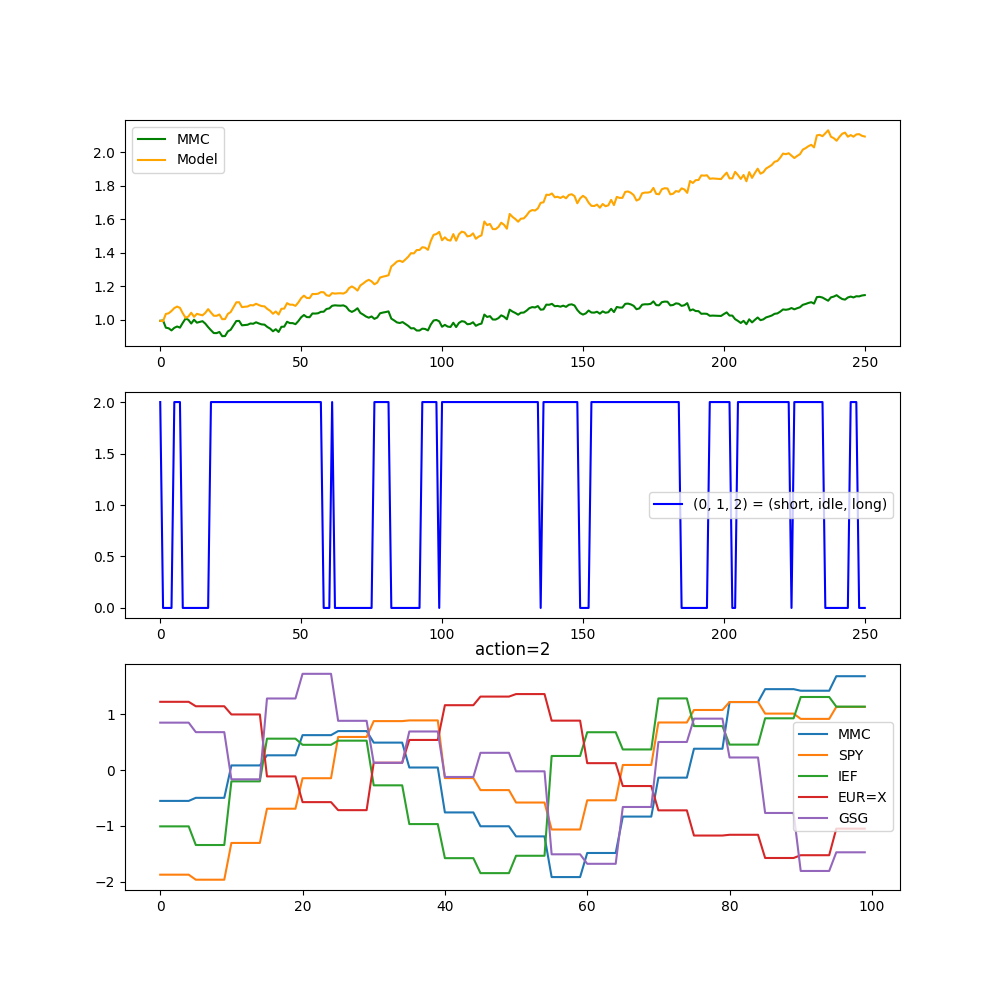 MMC
Model
2.0
1.8
1.6
1.4
1.2
1.0
0 50 100 150 200 250
2.0
1.5
1.0
0.5
0.0
(0, 1, 2) = (short, idle, long)
0 50 100 150 200 250
action=2
1
0
−1
−2
MMC
SPY
IEF
EUR=X
GSG
0 20 40 60 80 100